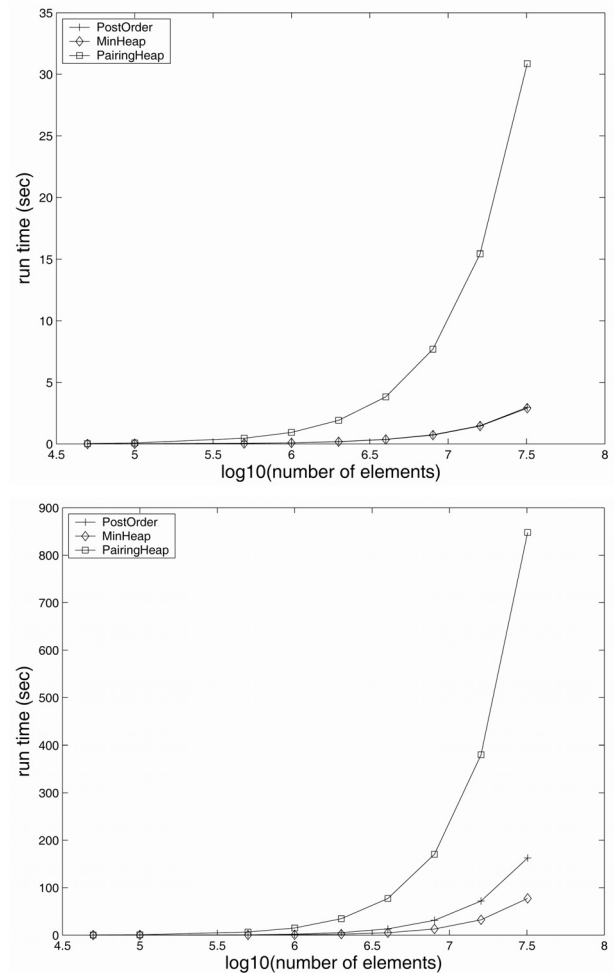 35
30
25
20
15
10
5
0
PostOrder
MinHeap
PairingHeap
run time (sec)
4.5 5 5.5 6 6.5 7 7.5 8
log10(number of elements)
900
800
700
600
500
400
300
200
100
0
PostOrder
MinHeap
PairingHeap
run time (sec)
4.5 5 5.5 6 6.5 7 7.5 8
log10(number of elements)